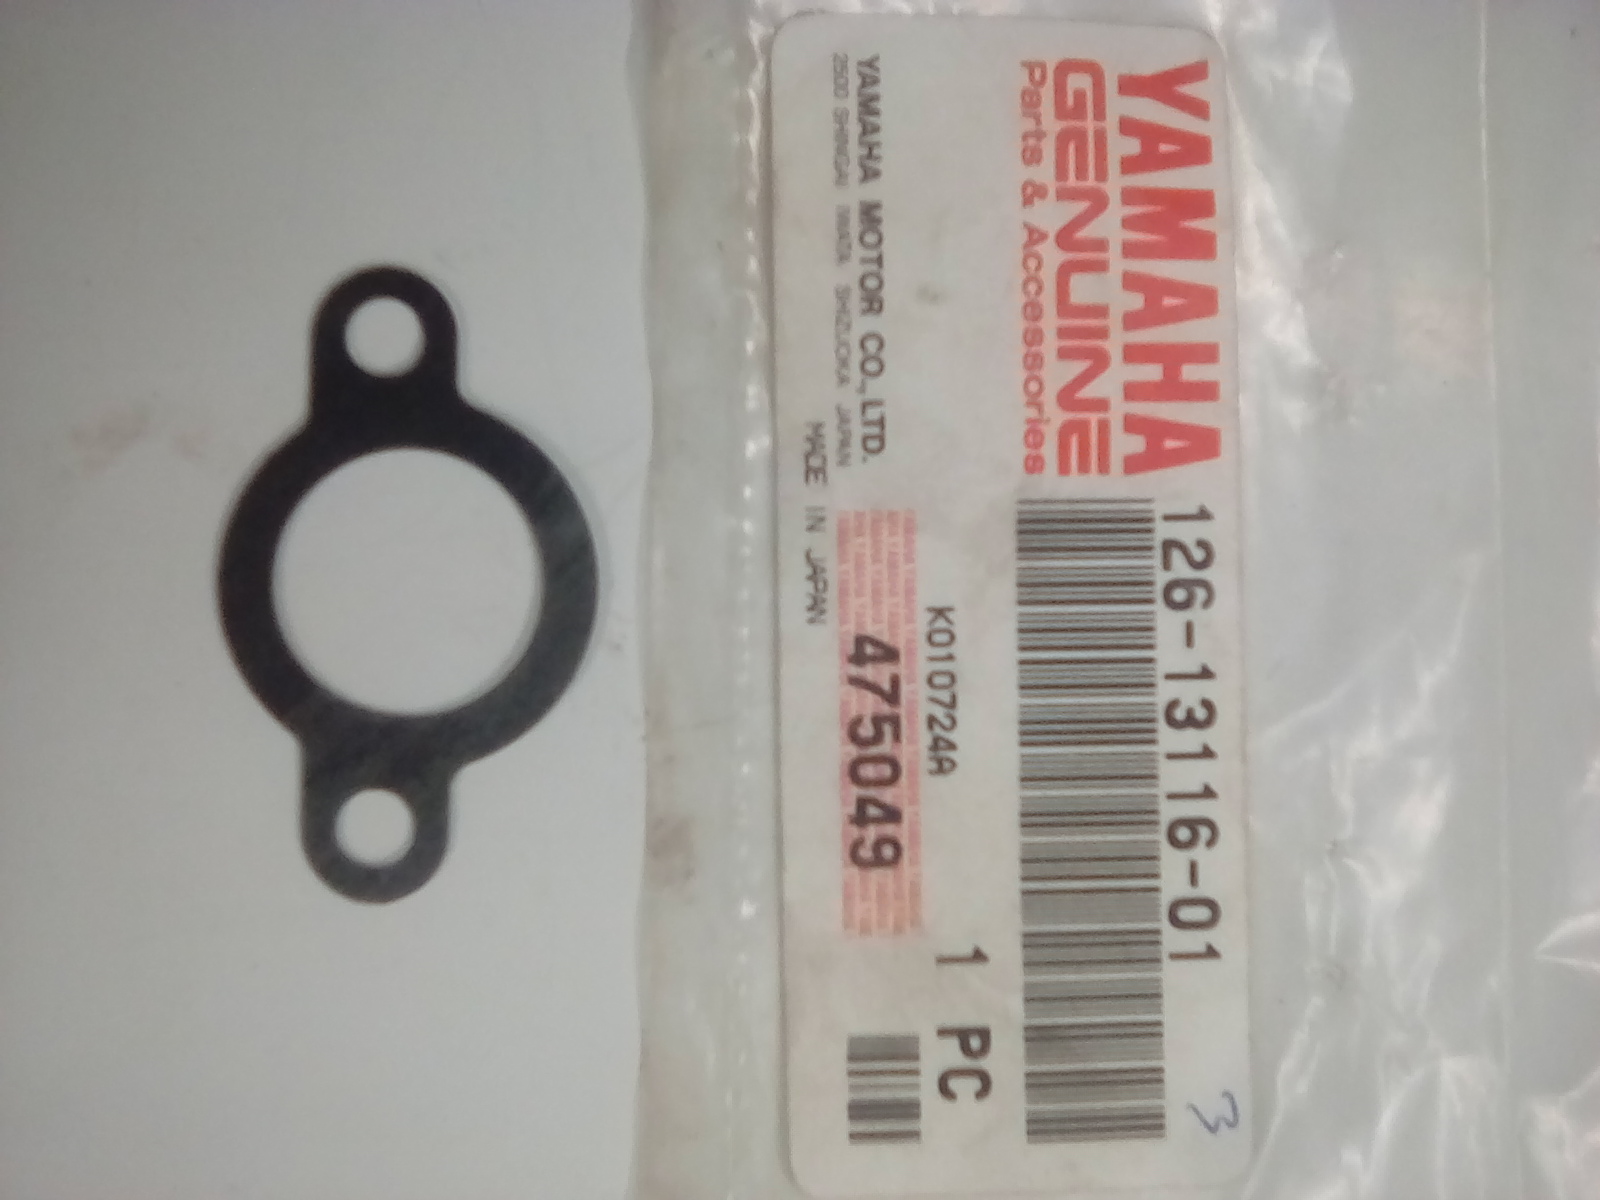 YAMAHA
GENUINE
Parts & Accessories
126-13116-01
3
1 PC
K010724A
4775049
YAMAHA MOTOR CO., LTD.
2500 SHINGAI IWATA SHIZUOKA JAPAN
MADE IN JAPAN